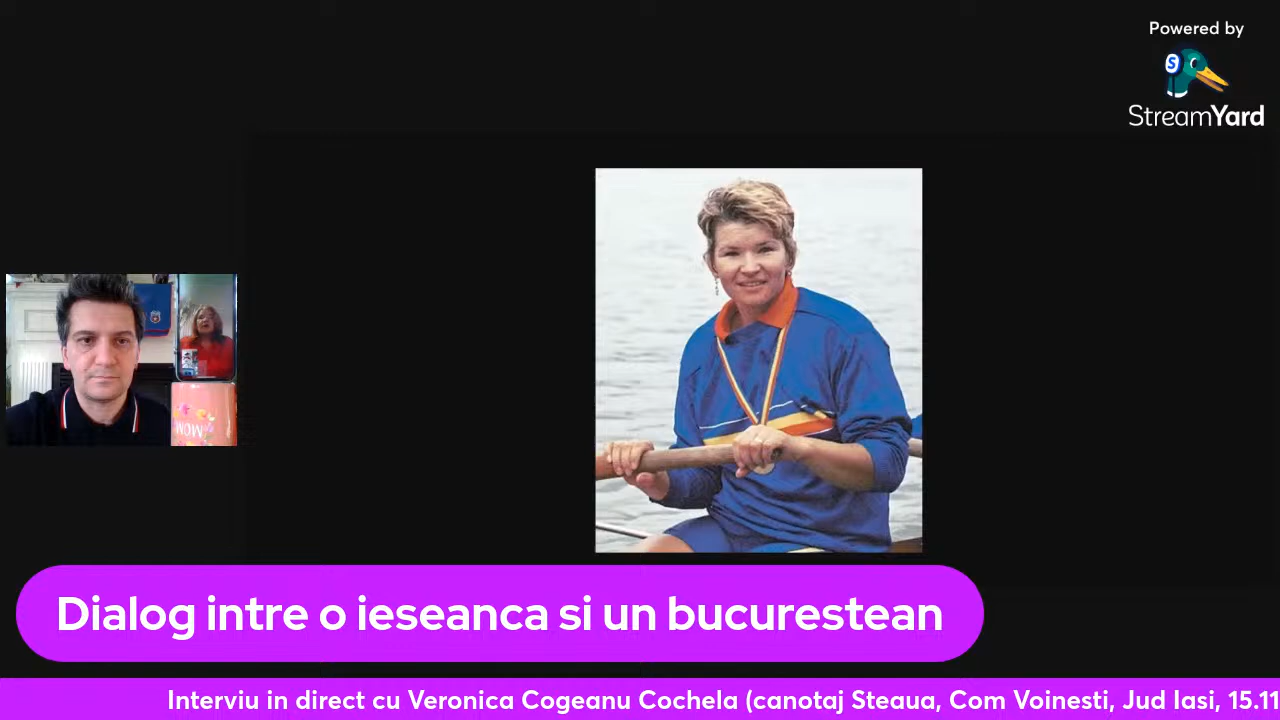 Powered by
S
StreamYard
MOM
Dialog intre o ieseanca si un bucurestean
Interviu in direct cu Veronica Cogeanu Cochela (canotaj Steaua, Com Voinesti, Jud Iasi, 15.11